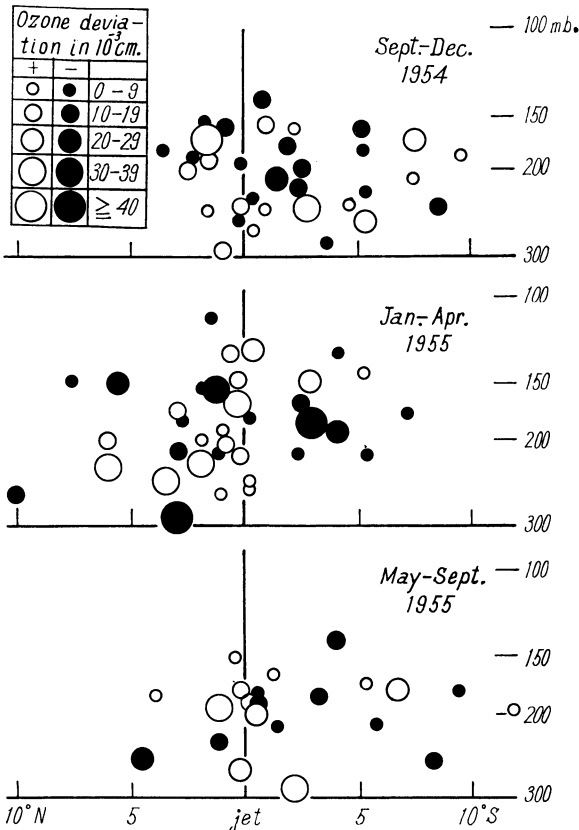 Ozone devia-
tion in 10⁻³cm.
+ −
0-9
10-19
20-29
30-39
≧ 40
100 mb.
Sept.-Dec.
1954
150
200
300
100
Jan.-Apr.
1955
150
200
300
100
May-Sept.
1955
150
200
300
10°N 5 jet 5 10°S